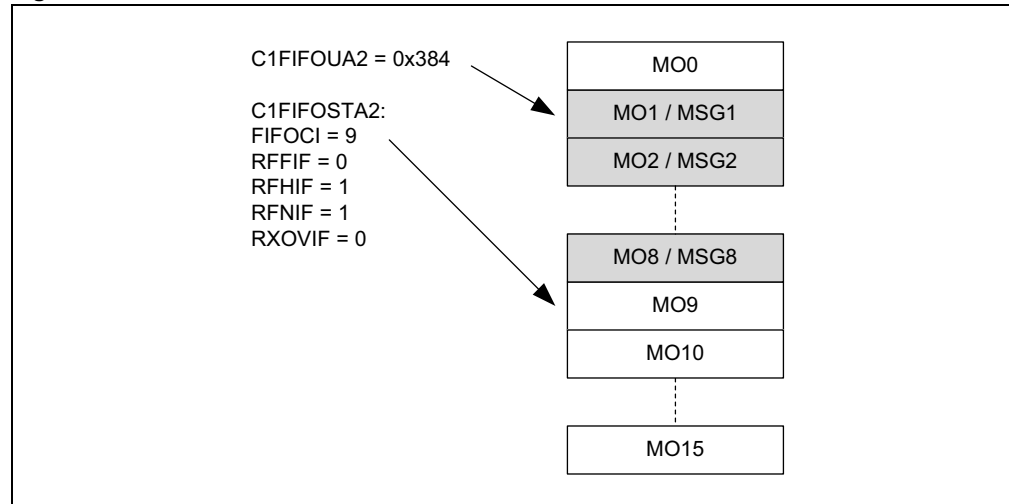 C1FIFOUA2 = 0x384
C1FIFOSTA2:
FIFOCI = 9
RFFIF = 0
RFHIF = 1
RFNIF = 1
RXOVIF = 0
MO0
MO1 / MSG1
MO2 / MSG2
MO8 / MSG8
MO9
MO10
MO15